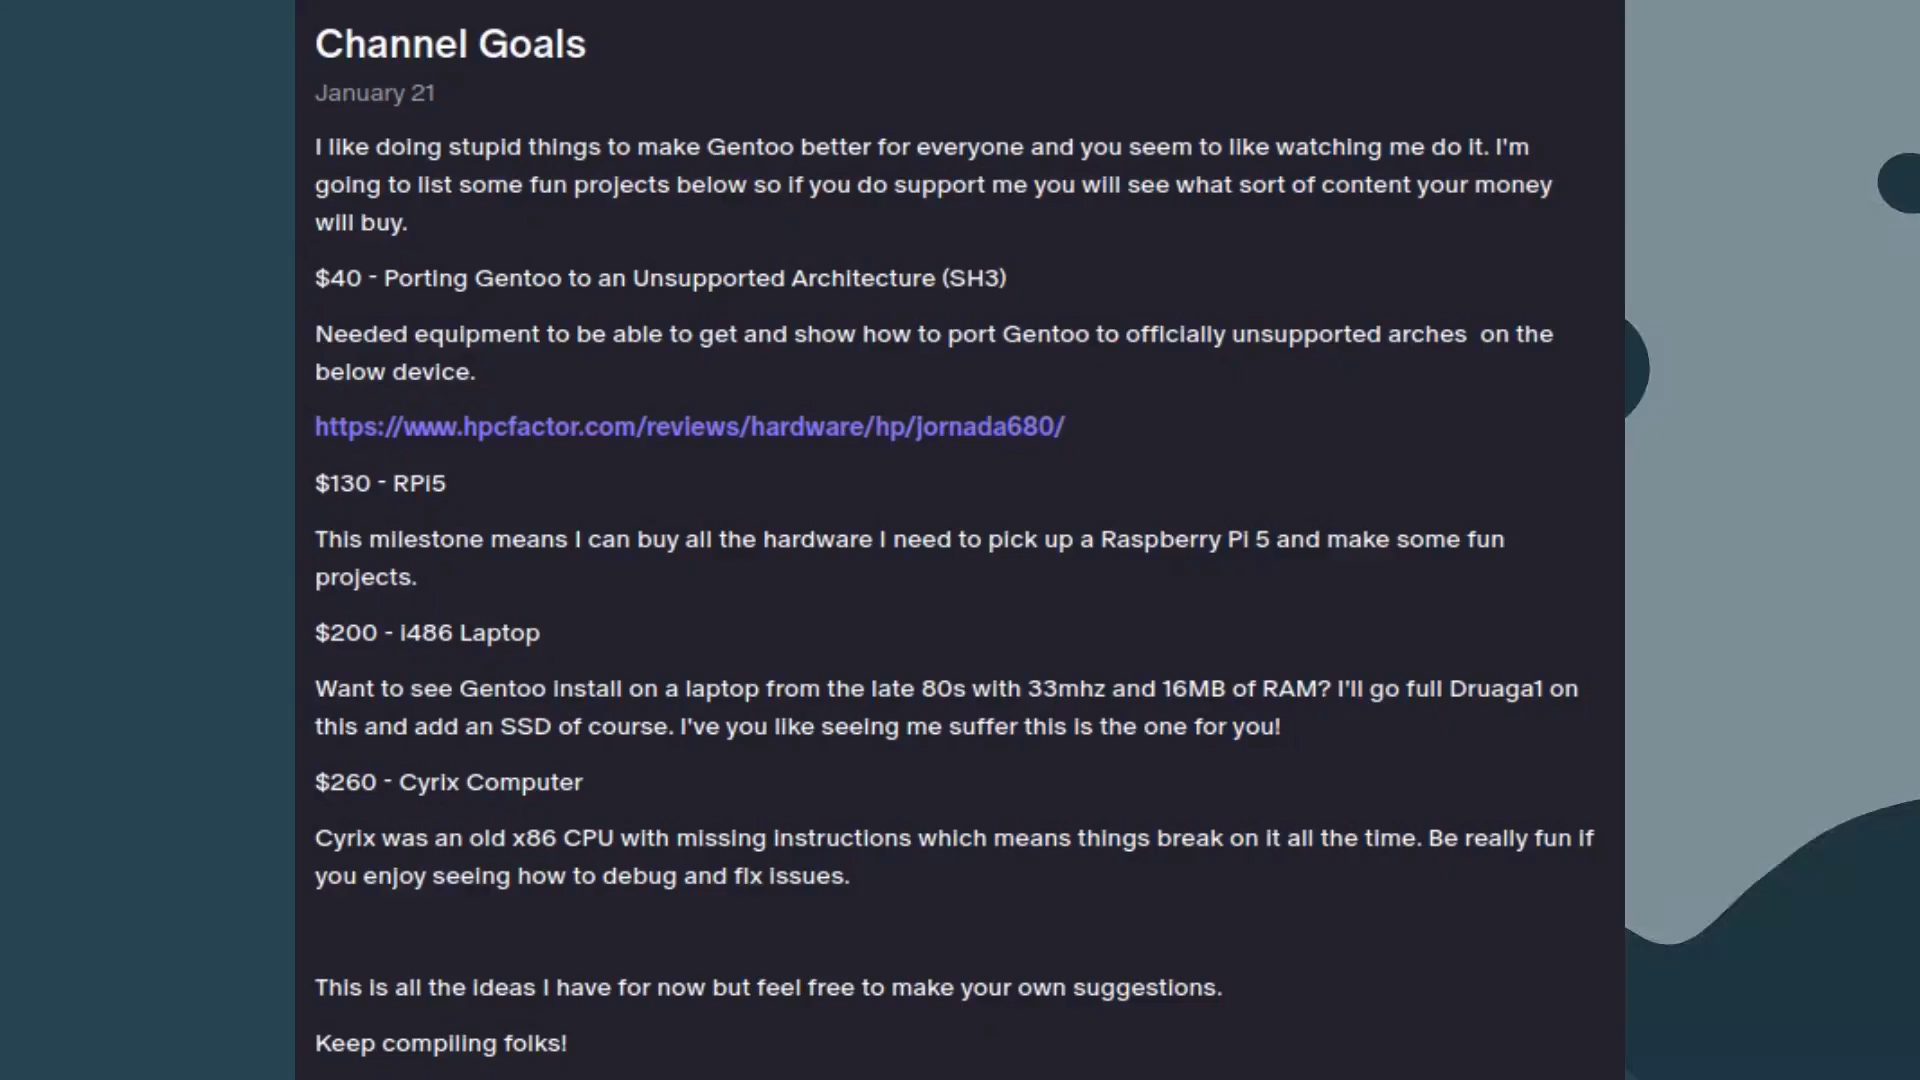 Channel Goals
January 21
I like doing stupid things to make Gentoo better for everyone and you seem to like watching me do it. I'm
going to list some fun projects below so if you do support me you will see what sort of content your money
will buy.
$40 - Porting Gentoo to an Unsupported Architecture (SH3)
Needed equipment to be able to get and show how to port Gentoo to officially unsupported arches  on the
below device.
https://www.hpcfactor.com/reviews/hardware/hp/jornada680/
$130 - RPI5
This milestone means I can buy all the hardware I need to pick up a Raspberry Pi 5 and make some fun
projects.
$200 - i486 Laptop
Want to see Gentoo install on a laptop from the late 80s with 33mhz and 16MB of RAM? I'll go full Druaga1 on
this and add an SSD of course. I've you like seeing me suffer this is the one for you!
$260 - Cyrix Computer
Cyrix was an old x86 CPU with missing instructions which means things break on it all the time. Be really fun if
you enjoy seeing how to debug and fix issues.
This is all the ideas I have for now but feel free to make your own suggestions.
Keep compiling folks!